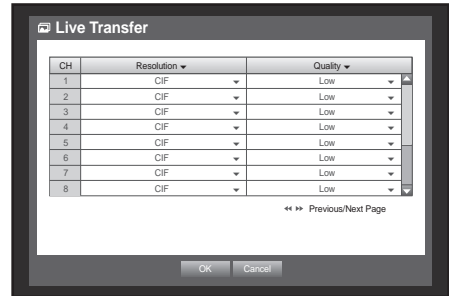 Live Transfer
CH Resolution Quality
1 CIF Low
2 CIF Low
3 CIF Low
4 CIF Low
5 CIF Low
6 CIF Low
7 CIF Low
8 CIF Low
Previous/Next Page
OK Cancel